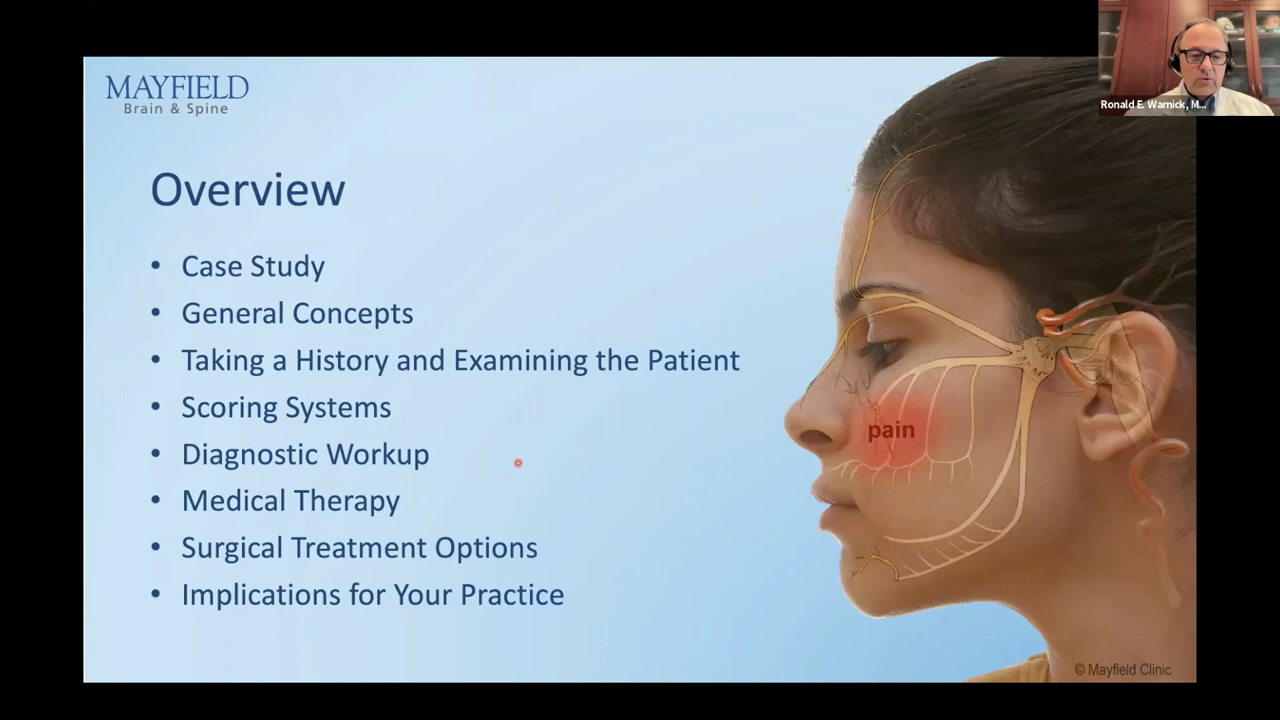 MAYFIELD
Brain & Spine
Ronald E. Warnick, M...
Overview
• Case Study
• General Concepts
• Taking a History and Examining the Patient
• Scoring Systems
• Diagnostic Workup
• Medical Therapy
• Surgical Treatment Options
• Implications for Your Practice
pain
© Mayfield Clinic